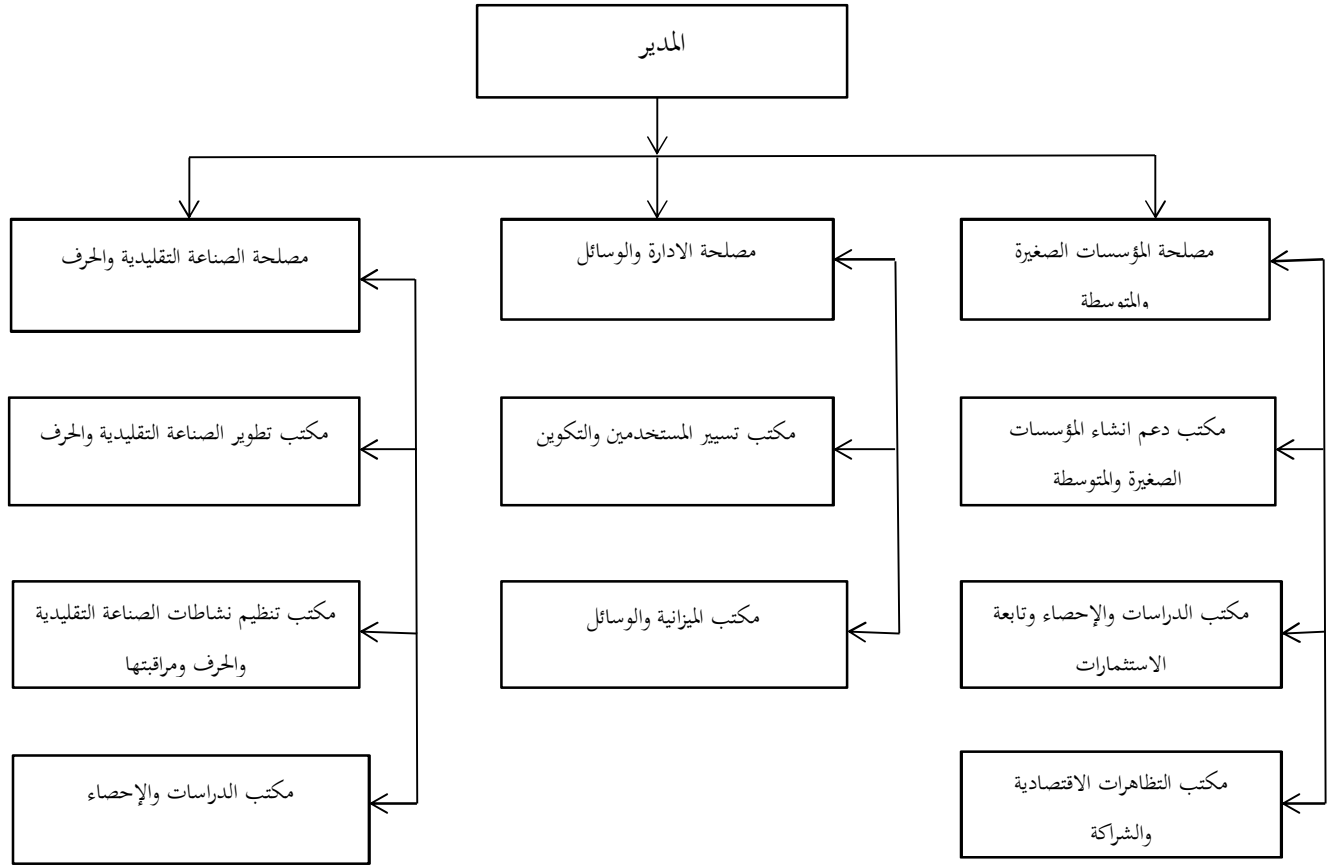 المدير
مصلحة المؤسسات الصغيرة
والمتوسطة
مصلحة الادارة والوسائل
مصلحة الصناعة التقليدية والحرف
مكتب دعم انشاء المؤسسات
الصغيرة والمتوسطة
مكتب تسيير المستخدمين والتكوين
مكتب تطوير الصناعة التقليدية والحرف
مكتب الدراسات والإحصاء وتابعة
الاستثمارات
مكتب الميزانية والوسائل
مكتب تنظيم نشاطات الصناعة التقليدية
والحرف ومراقبتها
مكتب التظاهرات الاقتصادية
والشراكة
مكتب الدراسات والإحصاء